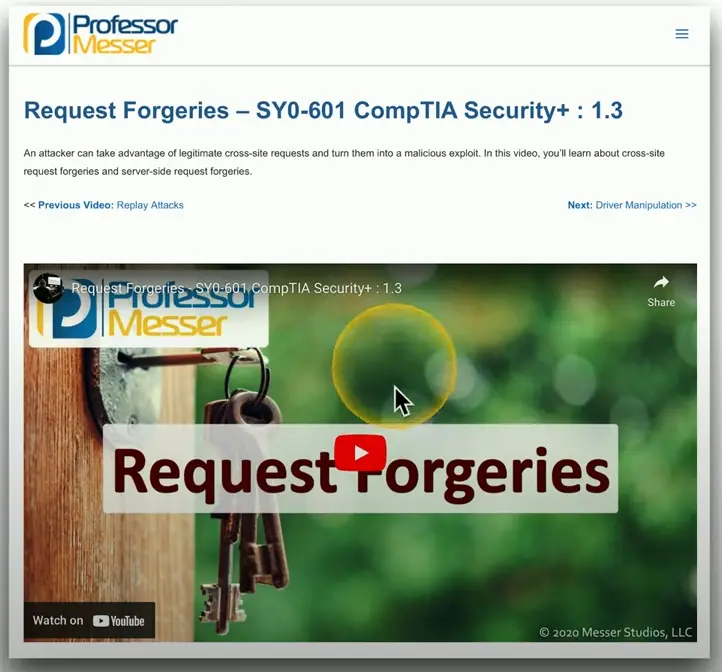 Professor
Messer
Request Forgeries – SY0-601 CompTIA Security+ : 1.3
An attacker can take advantage of legitimate cross-site requests and turn them into a malicious exploit. In this video, you'll learn about cross-site
request forgeries and server-side request forgeries.
<< Previous Video: Replay Attacks
Next: Driver Manipulation >>
Request Forgeries - SY0-601 CompTIA Security+ : 1.3
Share
Professor
Messer
Request Forgeries
Watch on YouTube
© 2020 Messer Studios, LLC